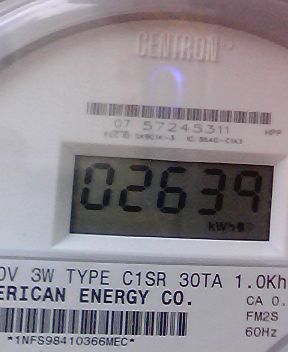 CENTRON
07 57245311 HPP
02639
kWh
0V 3W TYPE C1SR 30TA 1.0Kh
ERICAN ENERGY CO. CA 0.
FM2S
*1NFS98410366MEC* 60Hz